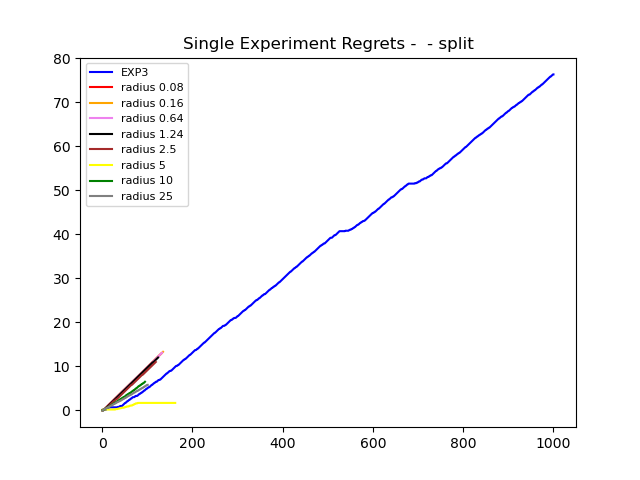 Single Experiment Regrets -  - split
80
70
60
50
40
30
20
10
0
EXP3
radius 0.08
radius 0.16
radius 0.64
radius 1.24
radius 2.5
radius 5
radius 10
radius 25
0 200 400 600 800 1000